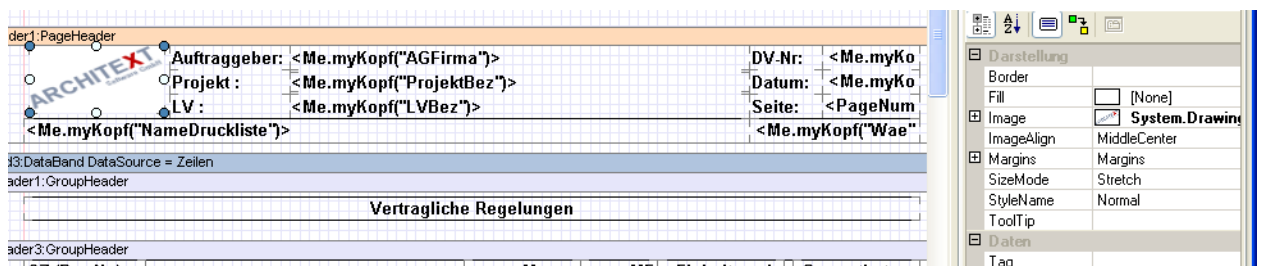 der1:PageHeader
ARCHITEXT
Software GmbH
Auftraggeber: <Me.myKopf("AGFirma")>
DV-Nr: <Me.myKo
Projekt : <Me.myKopf("ProjektBez")>
Datum: <Me.myKo
LV : <Me.myKopf("LVBez")>
Seite: <PageNum
<Me.myKopf("NameDruckliste")>
<Me.myKopf("Wae"
d3:DataBand DataSource = Zeilen
ader1:GroupHeader
Vertragliche Regelungen
ader3:GroupHeader
Darstellung
Border
Fill [None]
Image System.Drawing
ImageAlign MiddleCenter
Margins Margins
SizeMode Stretch
StyleName Normal
ToolTip
Daten
Tag